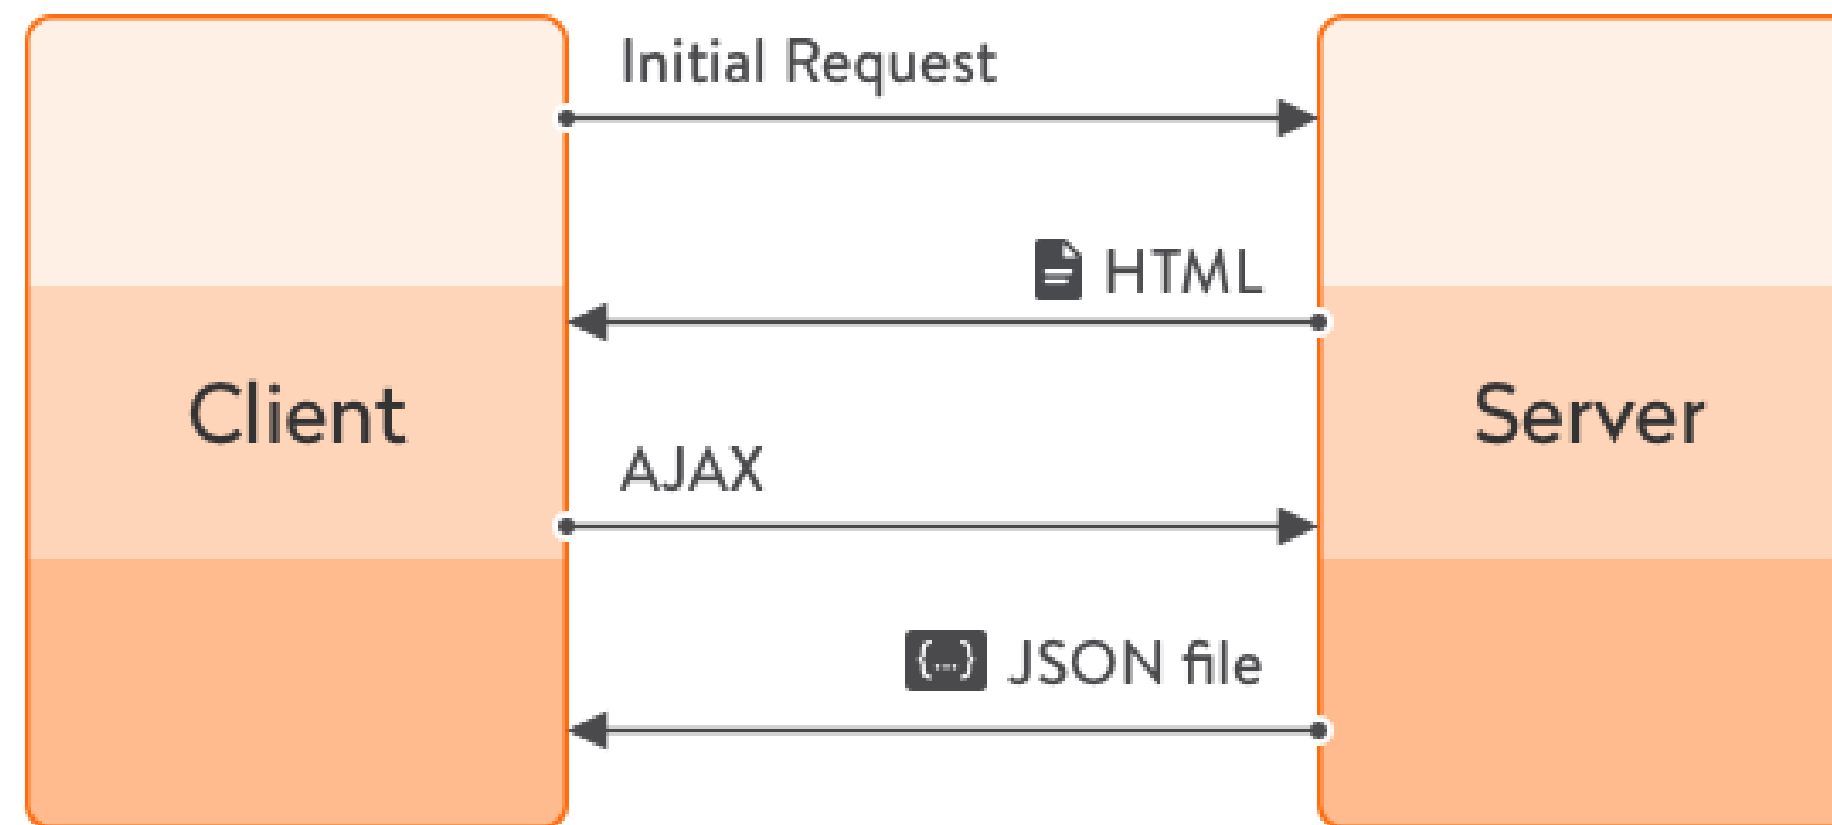 Initial Request
HTML
Client
Server
AJAX
{...} JSON file